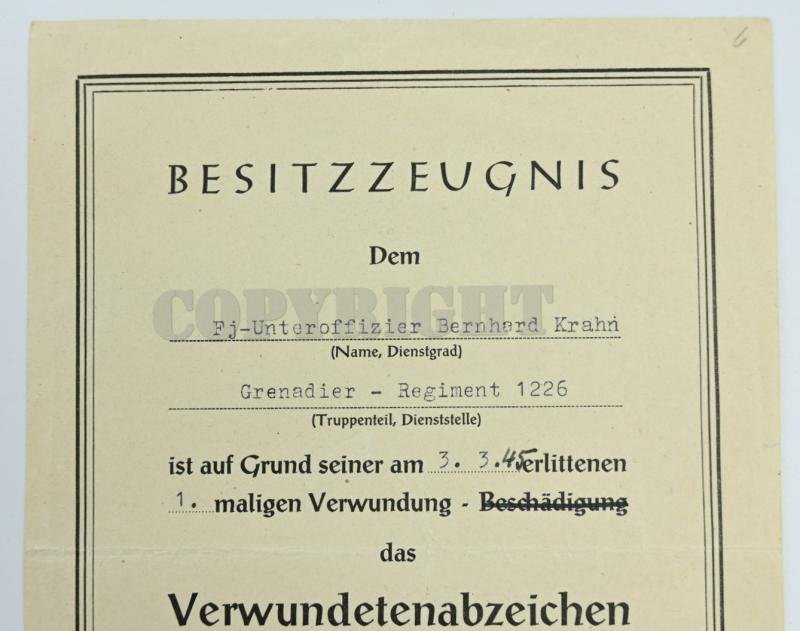 6
BESITZZEUGNIS
Dem
COPYRIGHT
Fj-Unteroffizier Bernhard Krahn
(Name, Dienstgrad)
Grenadier - Regiment 1226
(Truppenteil, Dienststelle)
ist auf Grund seiner am 3. 3.45 erlittenen
1. maligen Verwundung - Beschädigung
das
Verwundetenabzeichen